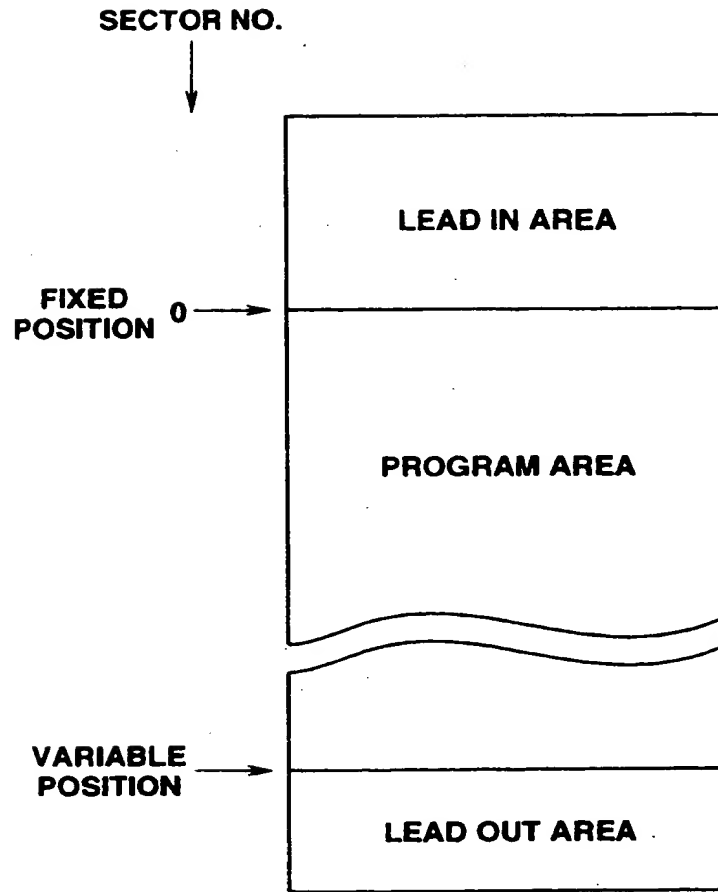 SECTOR NO.
LEAD IN AREA
FIXED
POSITION 0
PROGRAM AREA
VARIABLE
POSITION
LEAD OUT AREA